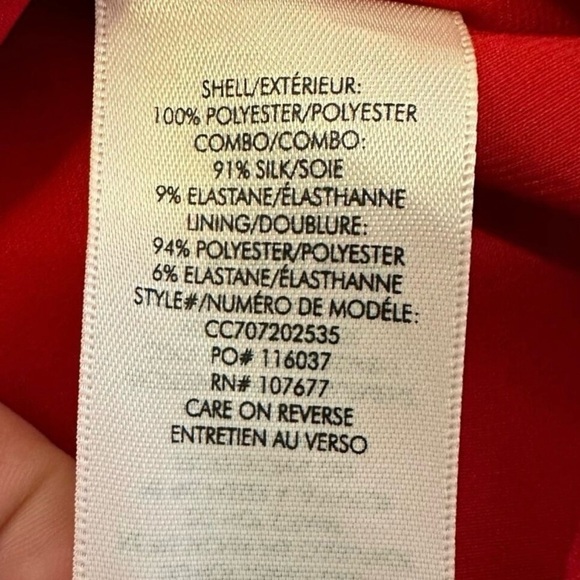 SHELL/EXTÉRIEUR:
100% POLYESTER/POLYESTER
COMBO/COMBO:
91% SILK/SOIE
9% ELASTANE/ÉLASTHANNE
LINING/DOUBLURE:
94% POLYESTER/POLYESTER
6% ELASTANE/ÉLASTHANNE
STYLE#/NUMÉRO DE MODÉLE:
CC707202535
PO# 116037
RN# 107677
CARE ON REVERSE
ENTRETIEN AU VERSO